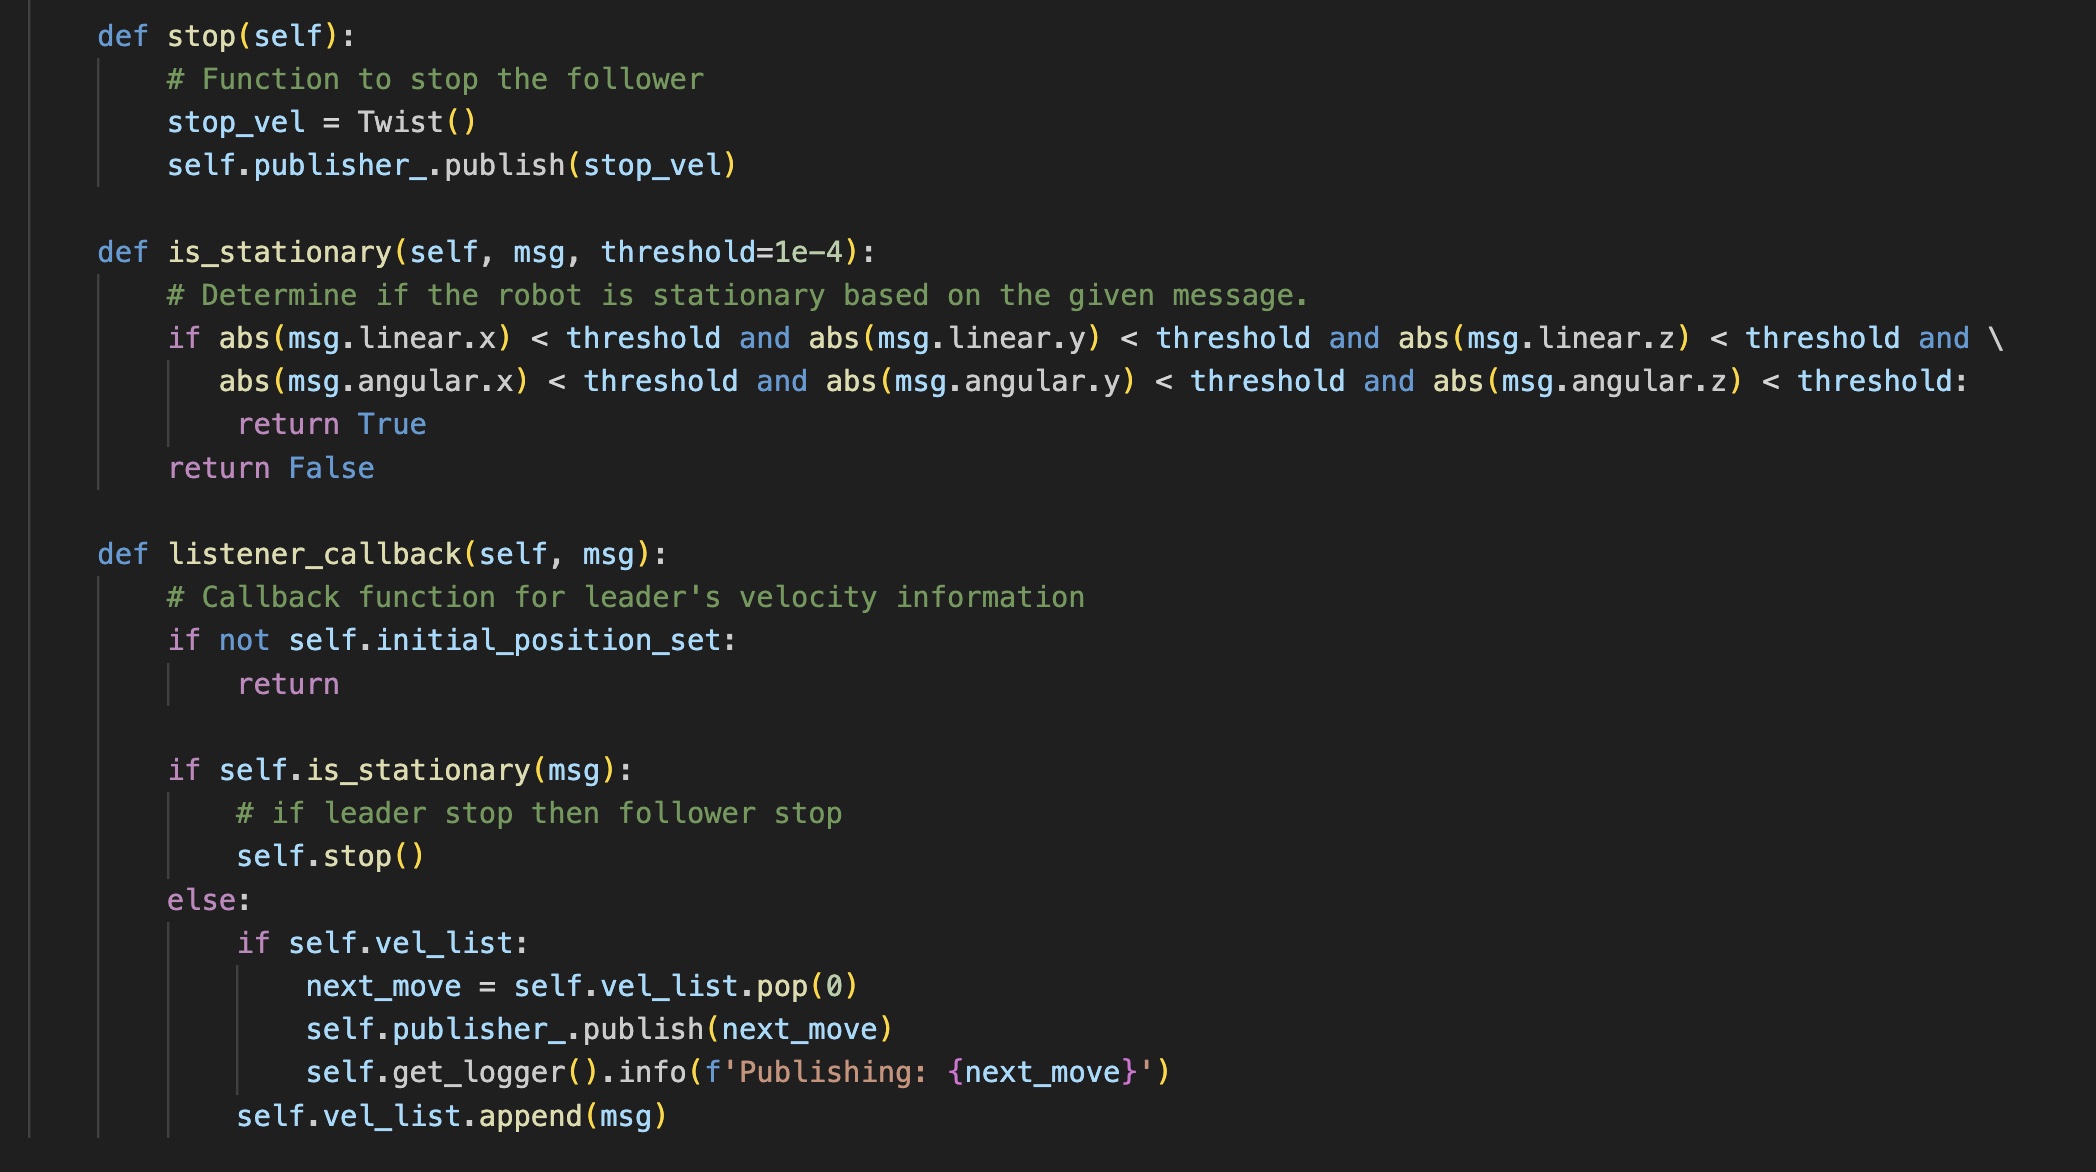 def stop(self):
    # Function to stop the follower
    stop_vel = Twist()
    self.publisher_.publish(stop_vel)

def is_stationary(self, msg, threshold=1e-4):
    # Determine if the robot is stationary based on the given message.
    if abs(msg.linear.x) < threshold and abs(msg.linear.y) < threshold and abs(msg.linear.z) < threshold and \
       abs(msg.angular.x) < threshold and abs(msg.angular.y) < threshold and abs(msg.angular.z) < threshold:
        return True
    return False

def listener_callback(self, msg):
    # Callback function for leader's velocity information
    if not self.initial_position_set:
        return

    if self.is_stationary(msg):
        # if leader stop then follower stop
        self.stop()
    else:
        if self.vel_list:
            next_move = self.vel_list.pop(0)
            self.publisher_.publish(next_move)
            self.get_logger().info(f'Publishing: {next_move}')
        self.vel_list.append(msg)